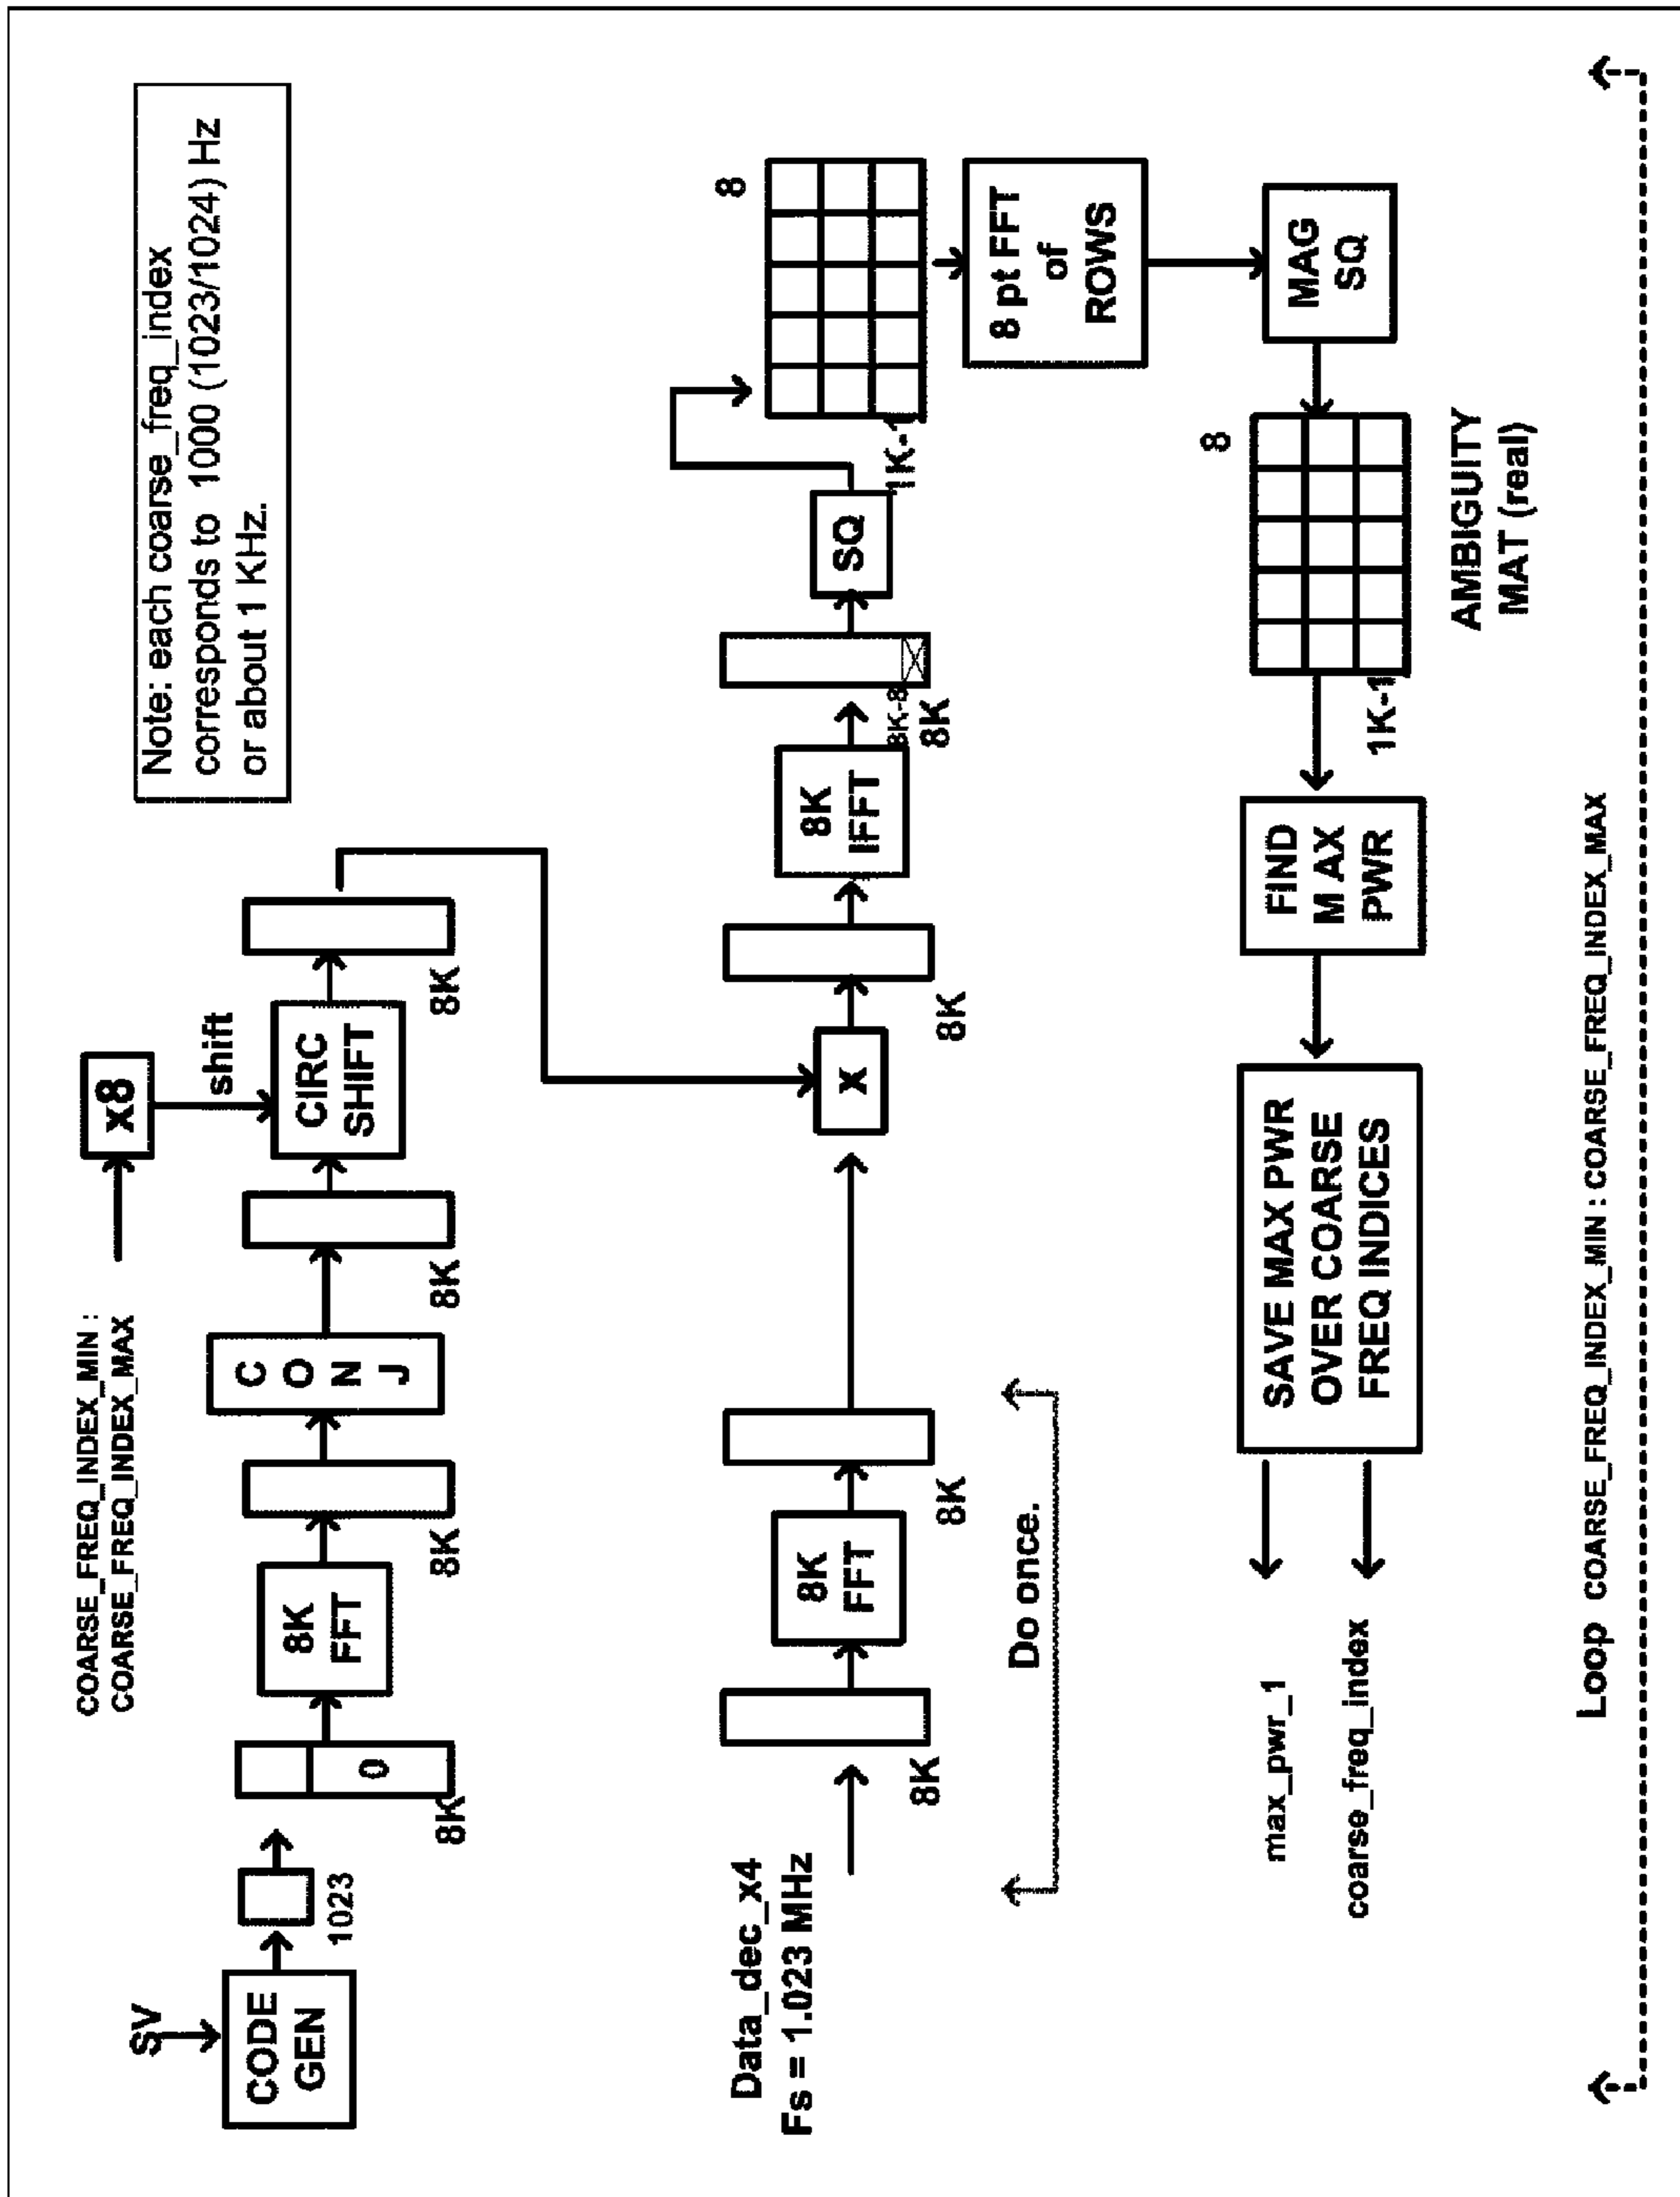 Note: each coarse_freq_index
corresponds to 1000 (1023/1024) Hz
or about 1 KHz.
COARSE_FREQ_INDEX_MIN :
COARSE_FREQ_INDEX_MAX
x8
shift
SV
CODE
GEN
1023
0
8K
8K
FFT
8K
C
O
N
J
8K
CIRC
SHIFT
8K
Data_dec_x4
Fs = 1.023 MHz
8K
8K
FFT
8K
Do once.
X
8K
8K
IFFT
8K-8
8K
SQ
8
1K-1
8 pt FFT
of
ROWS
MAG
SQ
8
1K-1
AMBIGUITY
MAT (real)
FIND
M AX
PWR
SAVE MAX PWR
OVER COARSE
FREQ INDICES
max_pwr_1
coarse_freq_index
Loop COARSE_FREQ_INDEX_MIN : COARSE_FREQ_INDEX_MAX